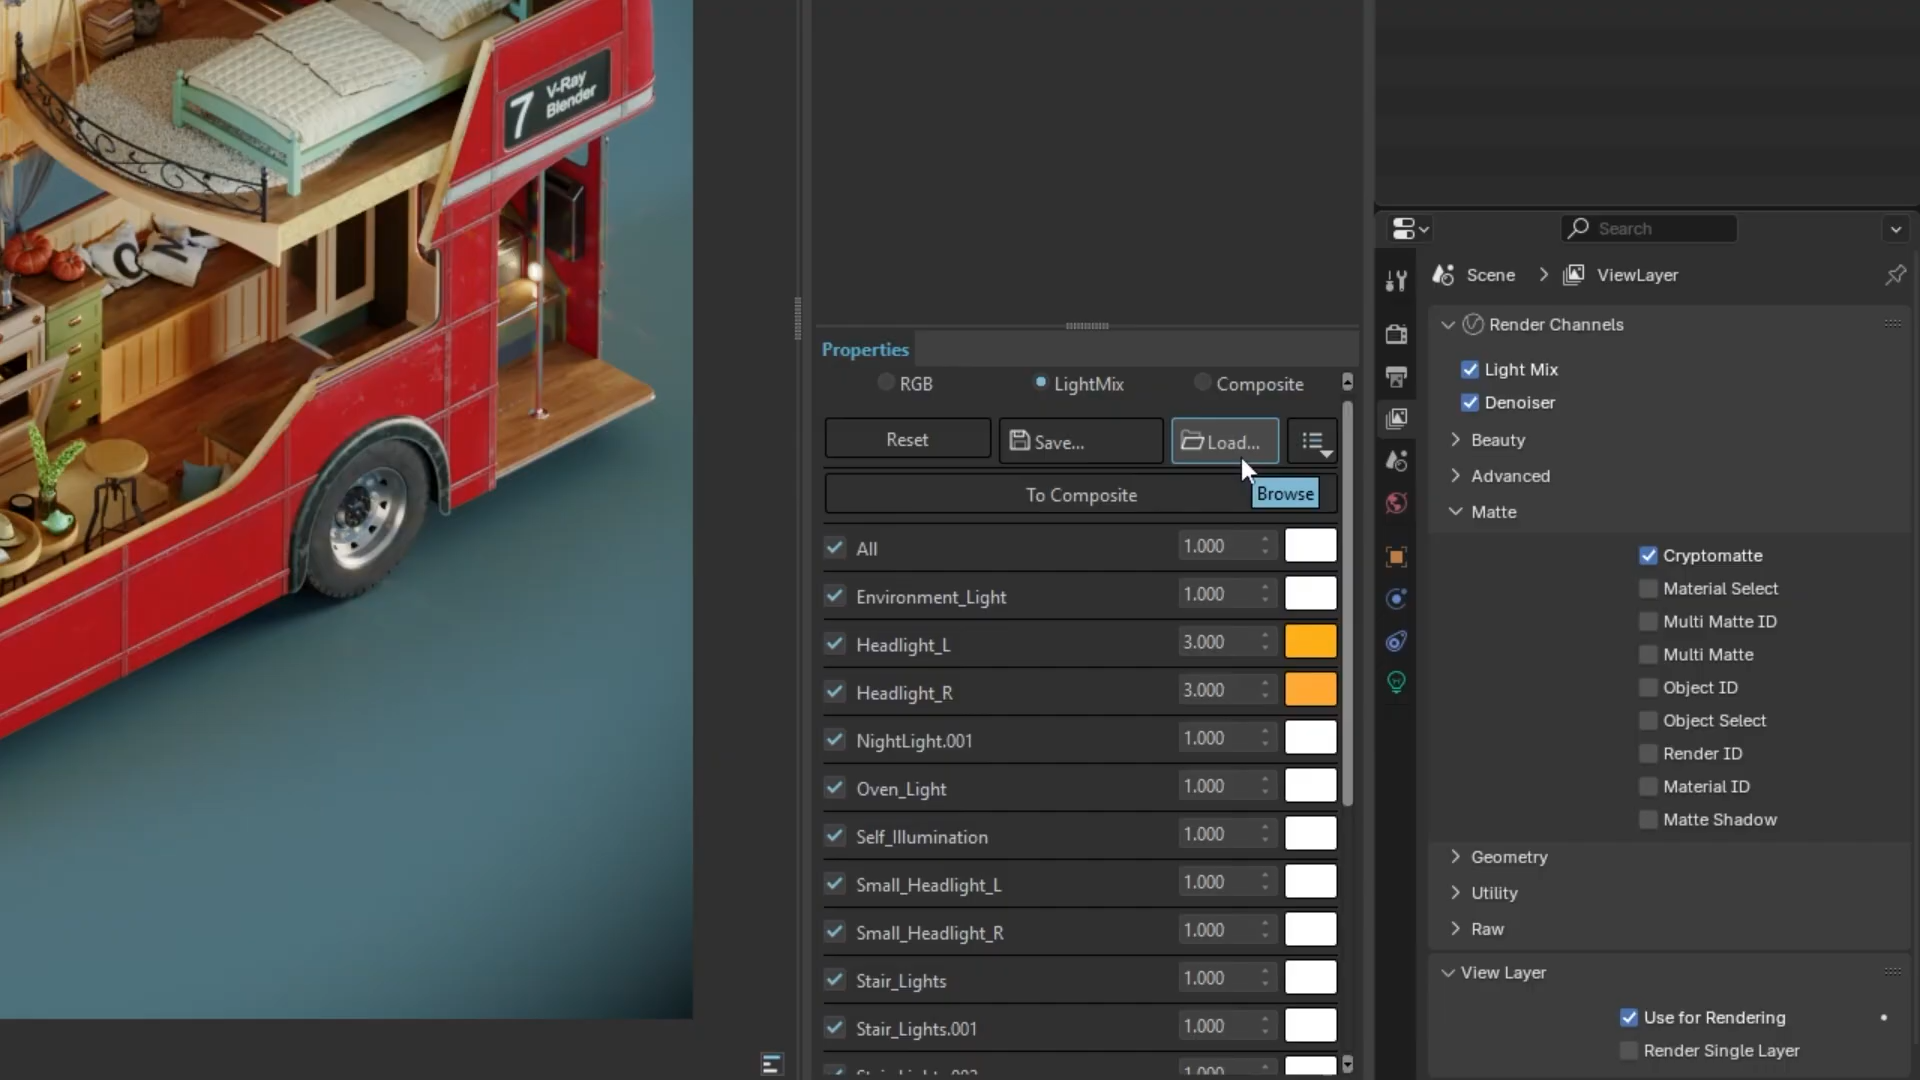 7
V-Ray
Blender
O
N
Properties
RGB
LightMix
Composite
Reset
Save...
Load...
To Composite
Browse
All
1.000
Environment_Light
1.000
Headlight_L
3.000
Headlight_R
3.000
NightLight.001
1.000
Oven_Light
1.000
Self_Illumination
1.000
Small_Headlight_L
1.000
Small_Headlight_R
1.000
Stair_Lights
1.000
Stair_Lights.001
1.000
1.000
Search
Scene
ViewLayer
Render Channels
Light Mix
Denoiser
Beauty
Advanced
Matte
Cryptomatte
Material Select
Multi Matte ID
Multi Matte
Object ID
Object Select
Render ID
Material ID
Matte Shadow
Geometry
Utility
Raw
View Layer
Use for Rendering
Render Single Layer